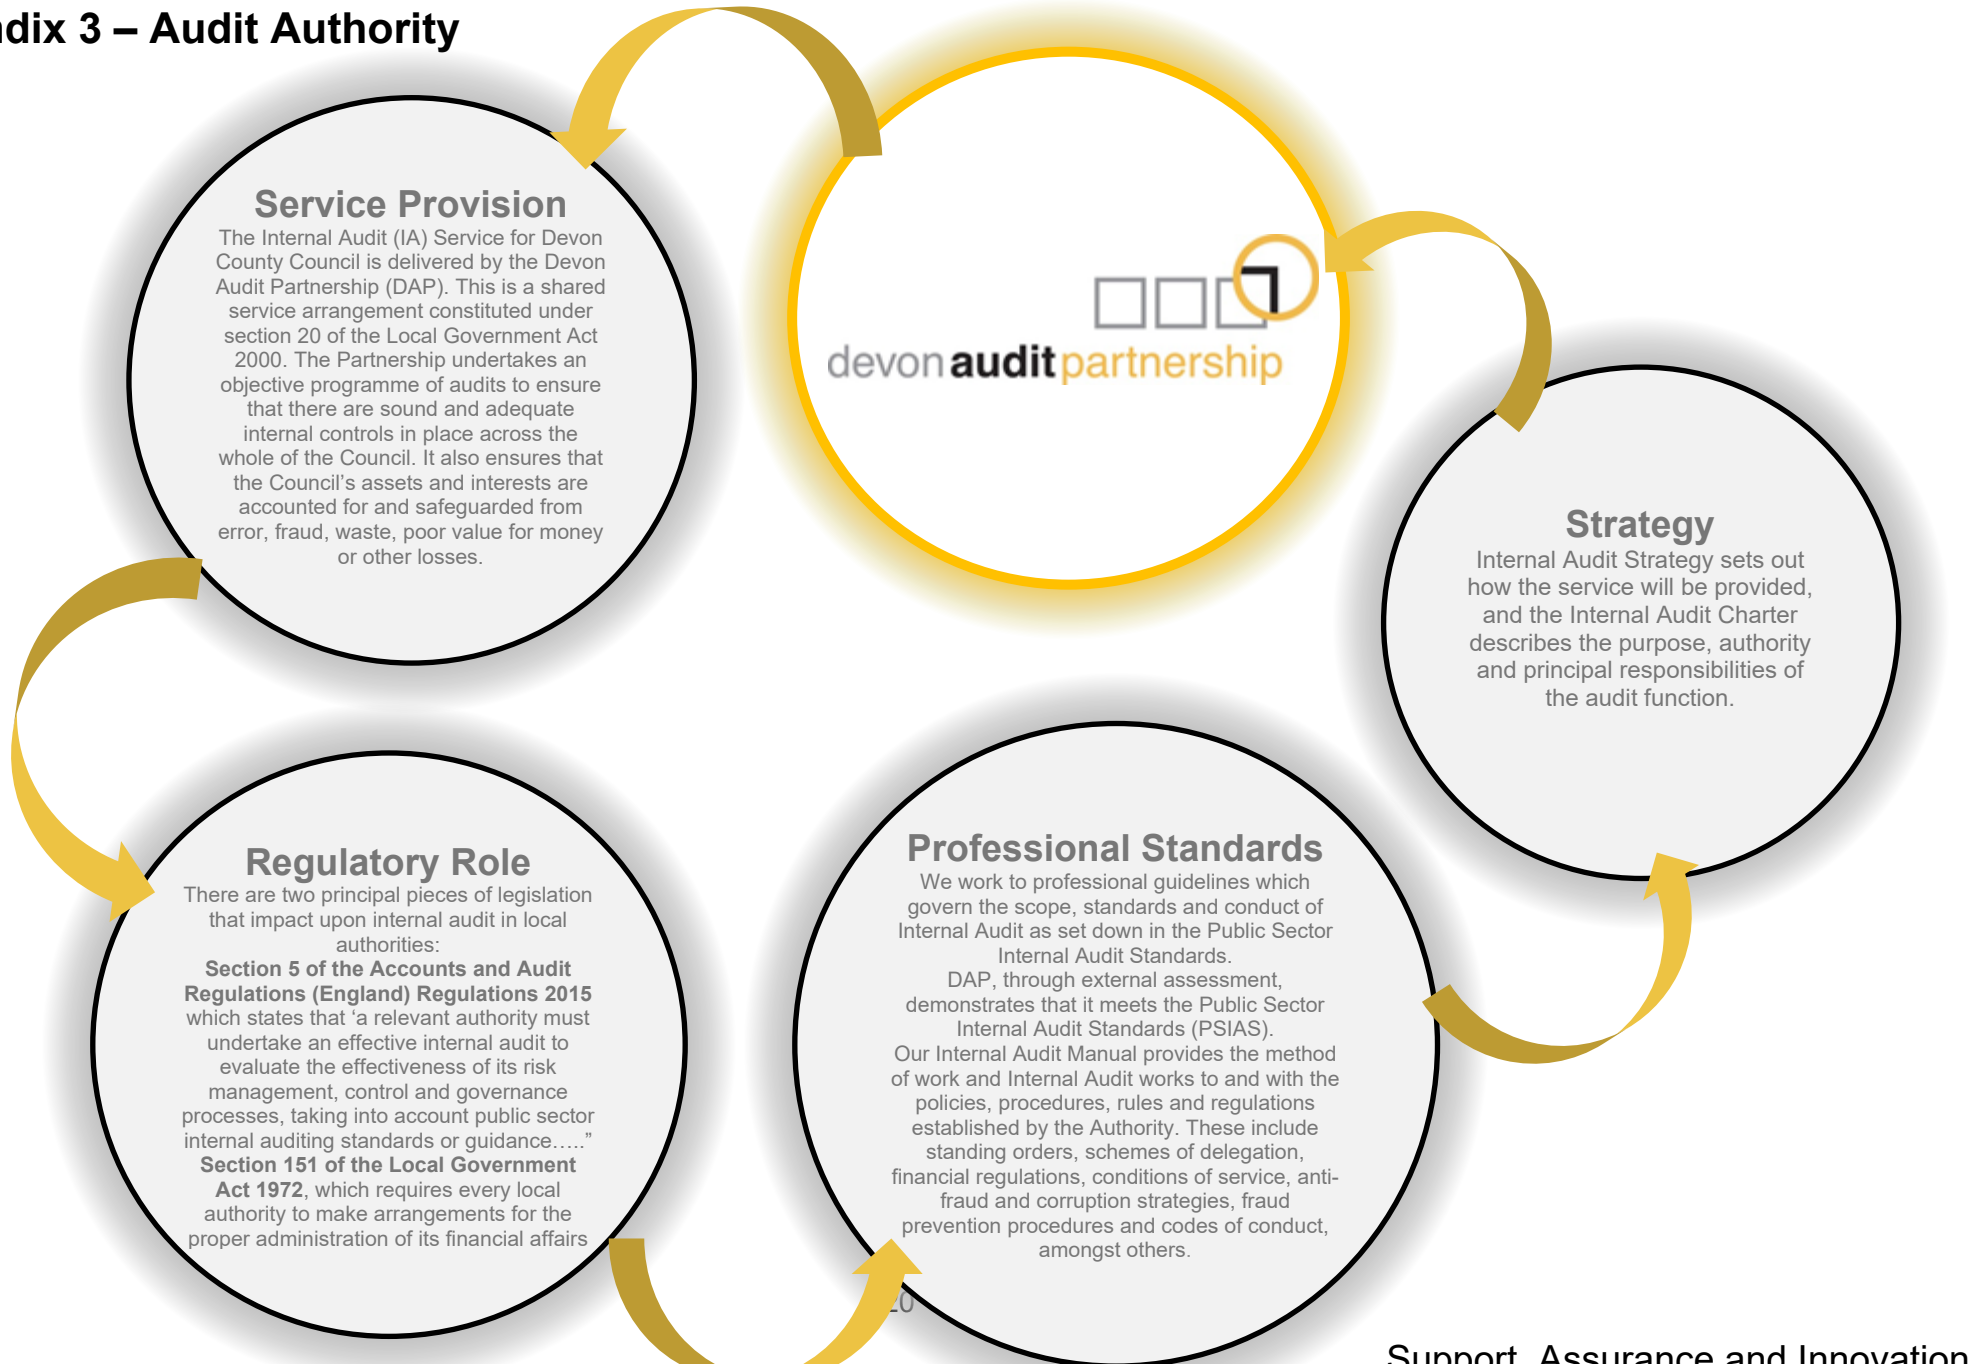 ndix 3 – Audit Authority
Service Provision
The Internal Audit (IA) Service for Devon
County Council is delivered by the Devon
Audit Partnership (DAP). This is a shared
service arrangement constituted under
section 20 of the Local Government Act
2000. The Partnership undertakes an
objective programme of audits to ensure
that there are sound and adequate
internal controls in place across the
whole of the Council. It also ensures that
the Council’s assets and interests are
accounted for and safeguarded from
error, fraud, waste, poor value for money
or other losses.
devonauditpartnership
Strategy
Internal Audit Strategy sets out
how the service will be provided,
and the Internal Audit Charter
describes the purpose, authority
and principal responsibilities of
the audit function.
Regulatory Role
There are two principal pieces of legislation
that impact upon internal audit in local
authorities:
Section 5 of the Accounts and Audit
Regulations (England) Regulations 2015
which states that ‘a relevant authority must
undertake an effective internal audit to
evaluate the effectiveness of its risk
management, control and governance
processes, taking into account public sector
internal auditing standards or guidance…..”
Section 151 of the Local Government
Act 1972, which requires every local
authority to make arrangements for the
proper administration of its financial affairs
Professional Standards
We work to professional guidelines which
govern the scope, standards and conduct of
Internal Audit as set down in the Public Sector
Internal Audit Standards.
DAP, through external assessment,
demonstrates that it meets the Public Sector
Internal Audit Standards (PSIAS).
Our Internal Audit Manual provides the method
of work and Internal Audit works to and with the
policies, procedures, rules and regulations
established by the Authority. These include
standing orders, schemes of delegation,
financial regulations, conditions of service, anti-
fraud and corruption strategies, fraud
prevention procedures and codes of conduct,
amongst others.
20
Support, Assurance and Innovation